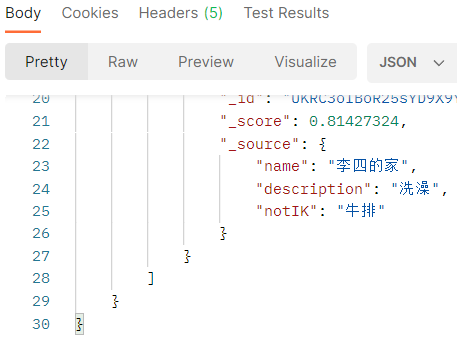 Body Cookies Headers (5) Test Results
Pretty Raw Preview Visualize JSON
20 "_id":
21 "_score": 0.81427324,
22 "_source": {
23 "name": "李四的家",
24 "description": "洗澡",
25 "notIK": "牛排"
26 }
27 }
28 ]
29 }
30 }